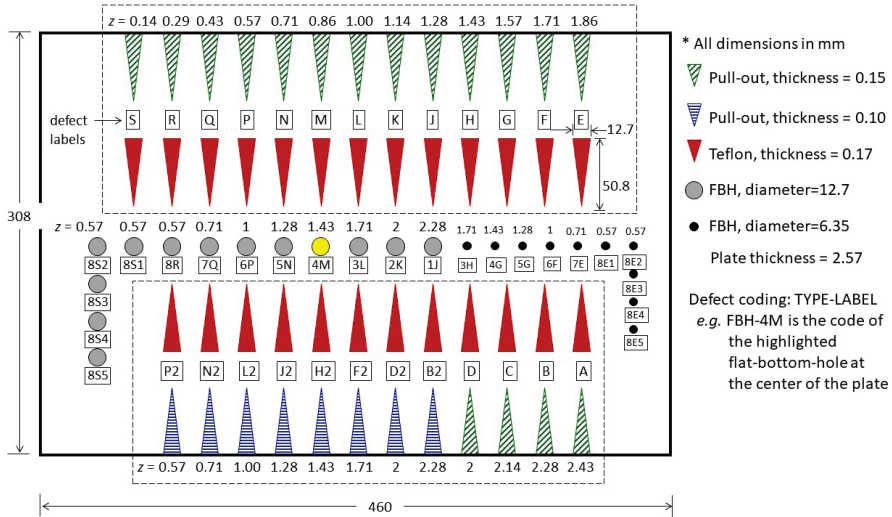 z = 0.14 0.29 0.43 0.57 0.71 0.86 1.00 1.14 1.28 1.43 1.57 1.71 1.86
308
defect
labels
S R Q P N M L K J H G F E
12.7
50.8
z = 0.57 0.57 0.57 0.71 1 1.28 1.43 1.71 2 2.28 1.71 1.43 1.28 1 0.71 0.57 0.57
8S2 8S1 8R 7Q 6P 5N 4M 3L 2K 1J 3H 4G 5G 6F 7E 8E1 8E2
8S3 8E3
8S4 8E4
8S5 8E5
P2 N2 L2 J2 H2 F2 D2 B2 D C B A
z = 0.57 0.71 1.00 1.28 1.43 1.71 2 2.28 2 2.14 2.28 2.43
460
* All dimensions in mm
Pull-out, thickness = 0.15
Pull-out, thickness = 0.10
Teflon, thickness = 0.17
FBH, diameter=12.7
FBH, diameter=6.35
Plate thickness = 2.57
Defect coding: TYPE-LABEL
e.g. FBH-4M is the code of
the highlighted
flat-bottom-hole at
the center of the plate